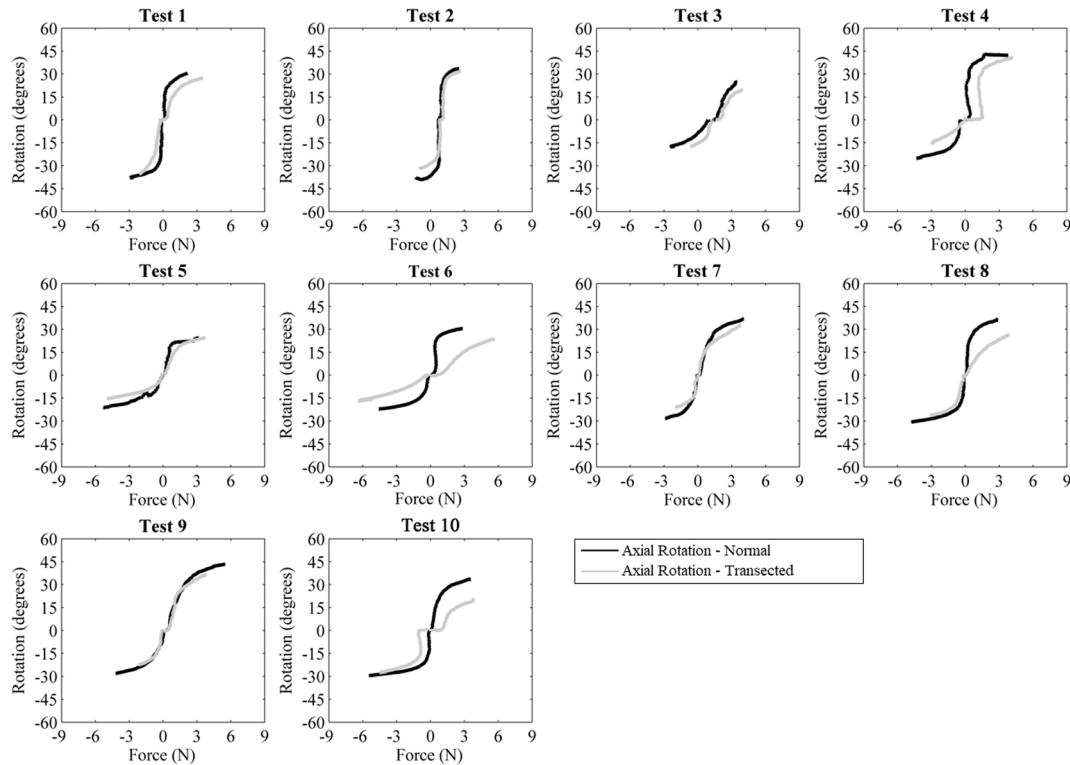 Test 1
Test 2
Test 3
Test 4
60
45
30
15
0
-15
-30
-45
-60
Rotation (degrees)
-9 -6 -3 0 3 6 9
Force (N)
60
45
30
15
0
-15
-30
-45
-60
Rotation (degrees)
-9 -6 -3 0 3 6 9
Force (N)
60
45
30
15
0
-15
-30
-45
-60
Rotation (degrees)
-9 -6 -3 0 3 6 9
Force (N)
60
45
30
15
0
-15
-30
-45
-60
Rotation (degrees)
-9 -6 -3 0 3 6 9
Force (N)
Test 5
Test 6
Test 7
Test 8
60
45
30
15
0
-15
-30
-45
-60
Rotation (degrees)
-9 -6 -3 0 3 6 9
Force (N)
60
45
30
15
0
-15
-30
-45
-60
Rotation (degrees)
-9 -6 -3 0 3 6 9
Force (N)
60
45
30
15
0
-15
-30
-45
-60
Rotation (degrees)
-9 -6 -3 0 3 6 9
Force (N)
60
45
30
15
0
-15
-30
-45
-60
Rotation (degrees)
-9 -6 -3 0 3 6 9
Force (N)
Test 9
Test 10
60
45
30
15
0
-15
-30
-45
-60
Rotation (degrees)
-9 -6 -3 0 3 6 9
Force (N)
60
45
30
15
0
-15
-30
-45
-60
Rotation (degrees)
-9 -6 -3 0 3 6 9
Force (N)
Axial Rotation - Normal
Axial Rotation - Transected